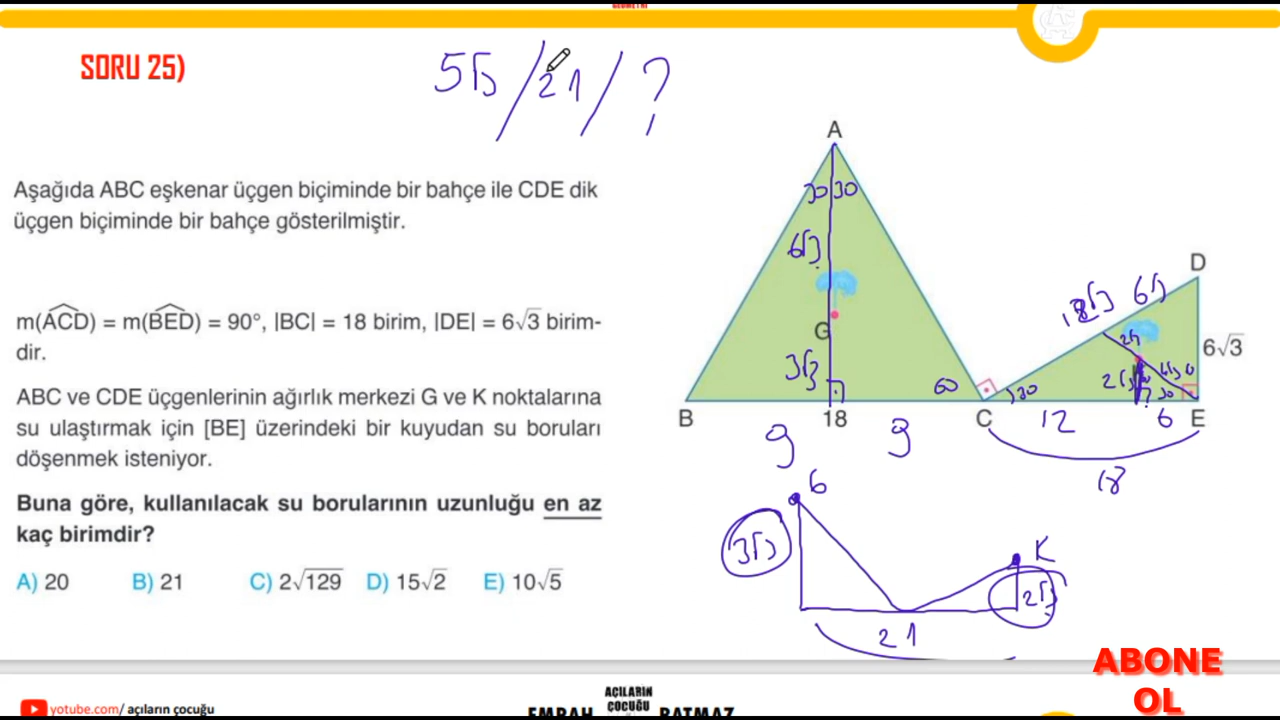 GEOMETRİ
SORU 25)
5√3 / 21 / ?
Aşağıda ABC eşkenar üçgen biçiminde bir bahçe ile CDE dik
üçgen biçiminde bir bahçe gösterilmiştir.
m(ACD) = m(BED) = 90°, |BC| = 18 birim, |DE| = 6√3 birim-
dir.
ABC ve CDE üçgenlerinin ağırlık merkezi G ve K noktalarına
su ulaştırmak için [BE] üzerindeki bir kuyudan su boruları
döşenmek isteniyor.
Buna göre, kullanılacak su borularının uzunluğu en az
kaç birimdir?
A) 20 B) 21 C) 2√129 D) 15√2 E) 10√5
A
30 30
6√3
G
3√3
60
B 18 C
9 9
D
6√3
6√3
2√3
30
30
12 6 E
18
G
3√3
K
2√3
21
ABONE
OL
yotube.com/ açıların çocuğu
AÇILARIN
ÇOCUĞU
EMRAH BATMAZ